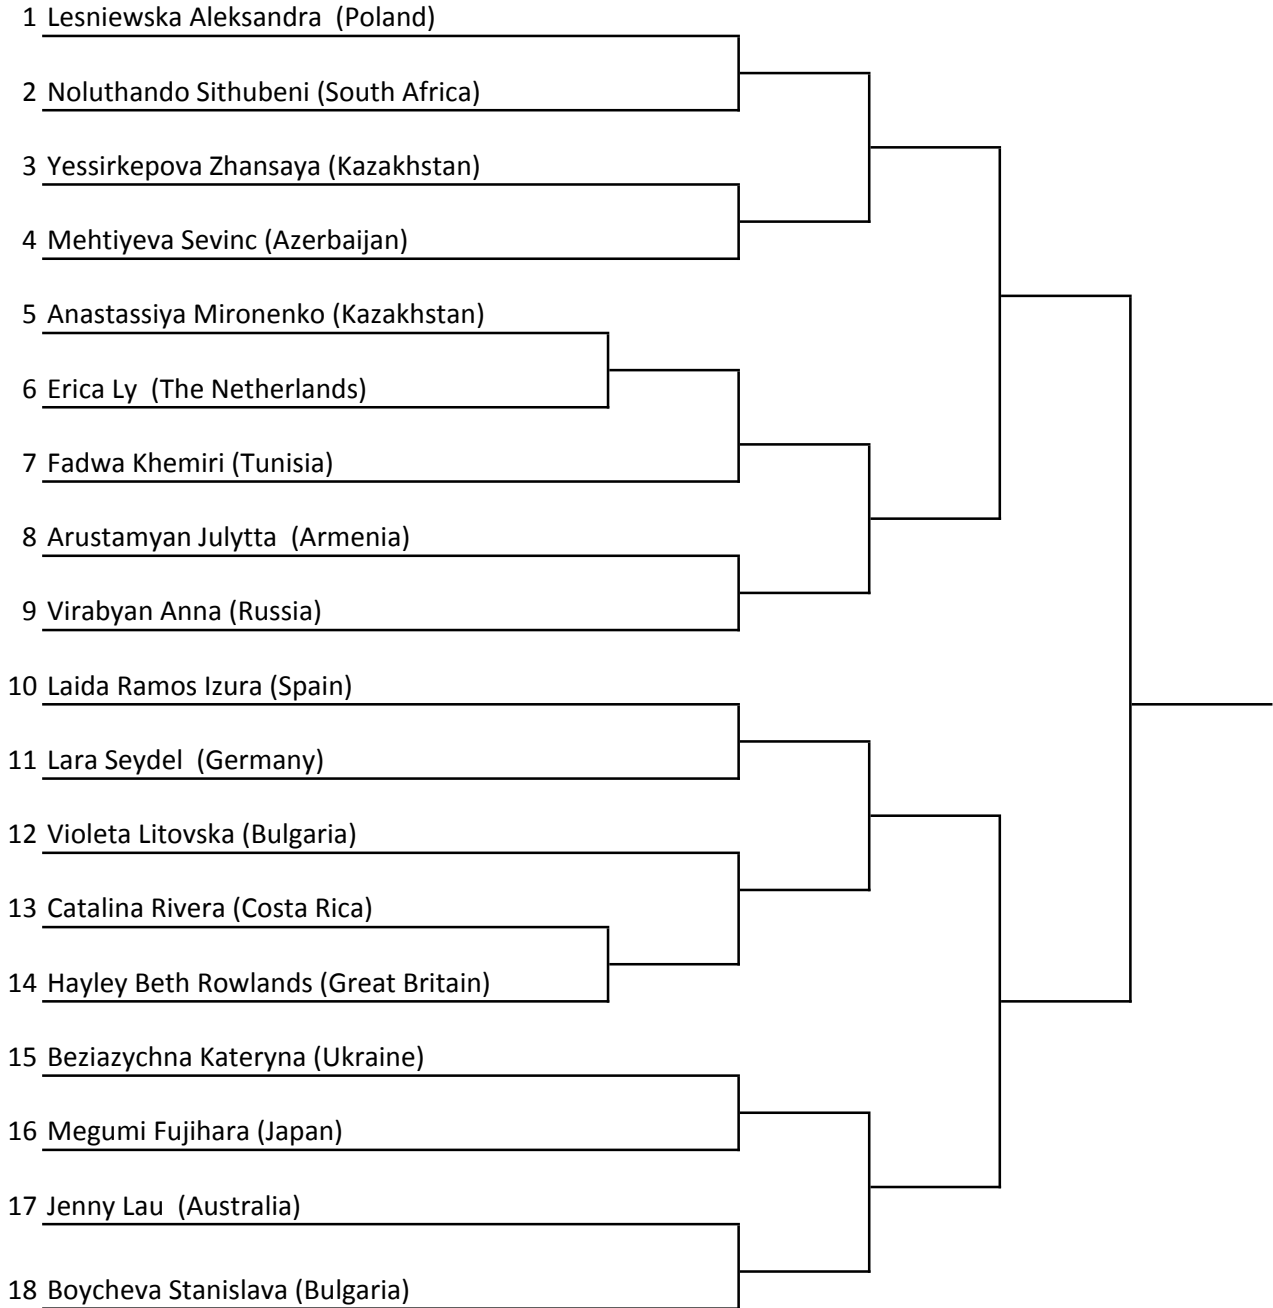 1 Lesniewska Aleksandra (Poland)
2 Noluthando Sithubeni (South Africa)
3 Yessirkepova Zhansaya (Kazakhstan)
4 Mehtiyeva Sevinc (Azerbaijan)
5 Anastassiya Mironenko (Kazakhstan)
6 Erica Ly (The Netherlands)
7 Fadwa Khemiri (Tunisia)
8 Arustamyan Julytta (Armenia)
9 Virabyan Anna (Russia)
10 Laida Ramos Izura (Spain)
11 Lara Seydel (Germany)
12 Violeta Litovska (Bulgaria)
13 Catalina Rivera (Costa Rica)
14 Hayley Beth Rowlands (Great Britain)
15 Beziazychna Kateryna (Ukraine)
16 Megumi Fujihara (Japan)
17 Jenny Lau (Australia)
18 Boycheva Stanislava (Bulgaria)